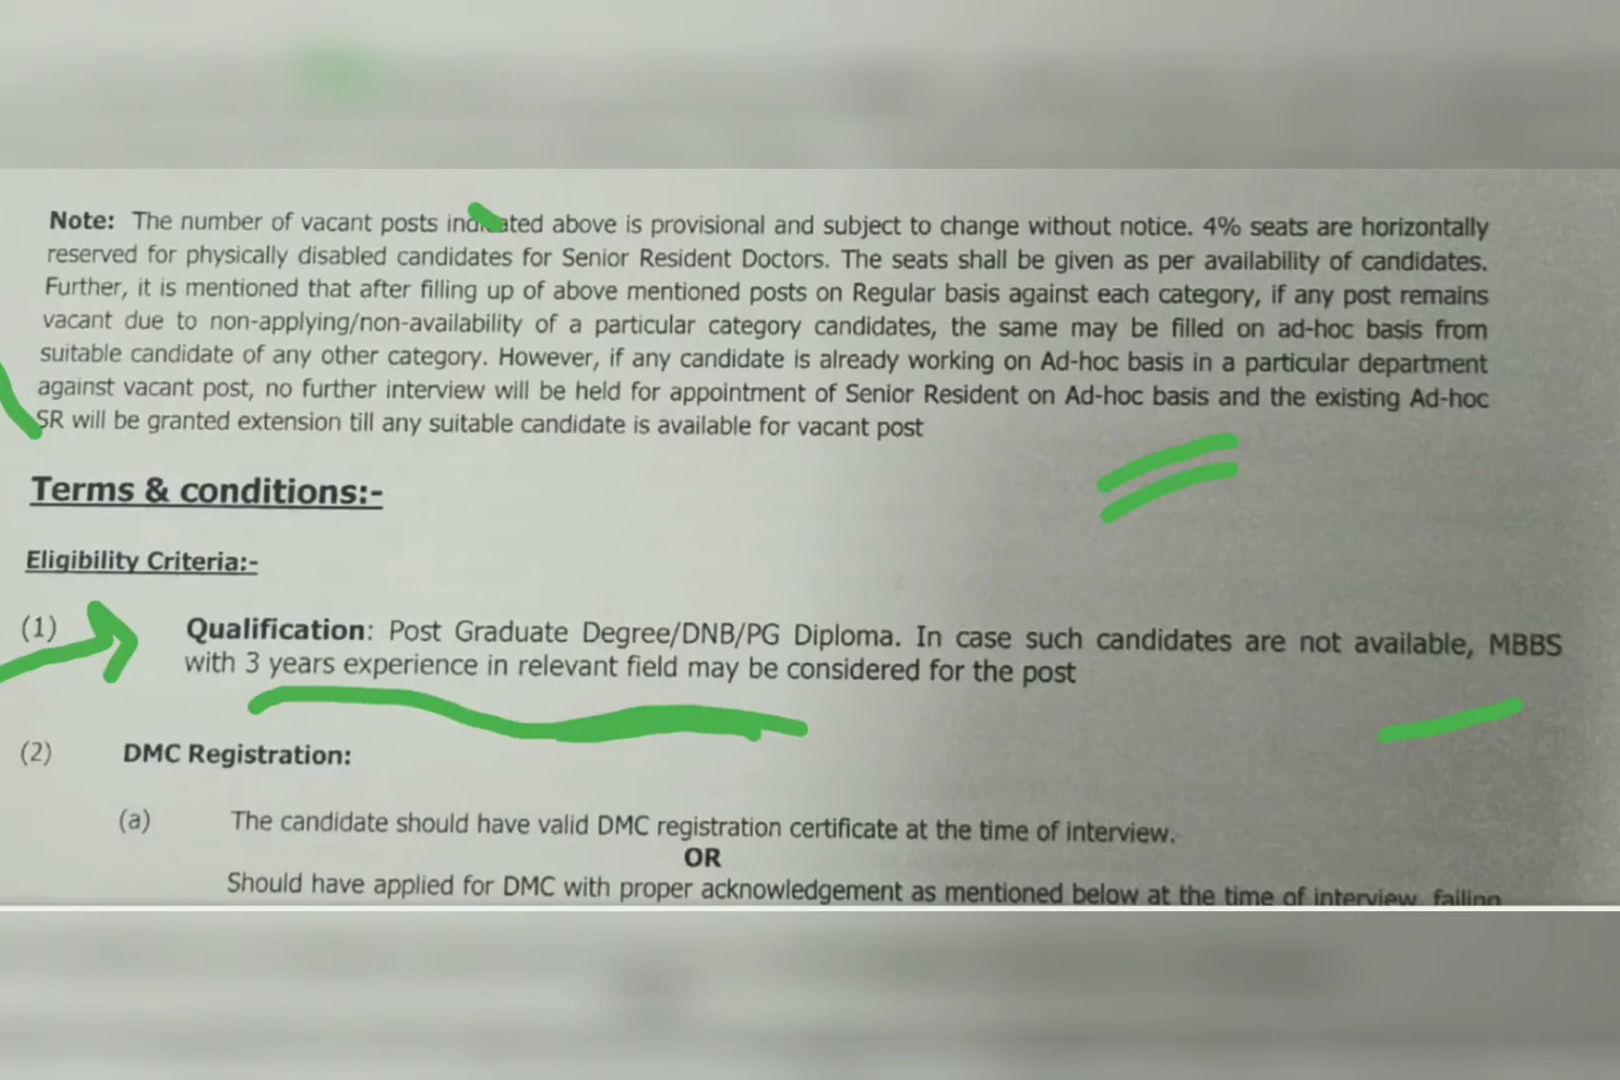 Note: The number of vacant posts indicated above is provisional and subject to change without notice. 4% seats are horizontally
reserved for physically disabled candidates for Senior Resident Doctors. The seats shall be given as per availability of candidates.
Further, it is mentioned that after filling up of above mentioned posts on Regular basis against each category, if any post remains
vacant due to non-applying/non-availability of a particular category candidates, the same may be filled on ad-hoc basis from
suitable candidate of any other category. However, if any candidate is already working on Ad-hoc basis in a particular department
against vacant post, no further interview will be held for appointment of Senior Resident on Ad-hoc basis and the existing Ad-hoc
SR will be granted extension till any suitable candidate is available for vacant post
Terms & conditions:-
Eligibility Criteria:-
(1) Qualification: Post Graduate Degree/DNB/PG Diploma. In case such candidates are not available, MBBS
with 3 years experience in relevant field may be considered for the post
(2) DMC Registration:
(a) The candidate should have valid DMC registration certificate at the time of interview.
OR
Should have applied for DMC with proper acknowledgement as mentioned below at the time of interview, failing